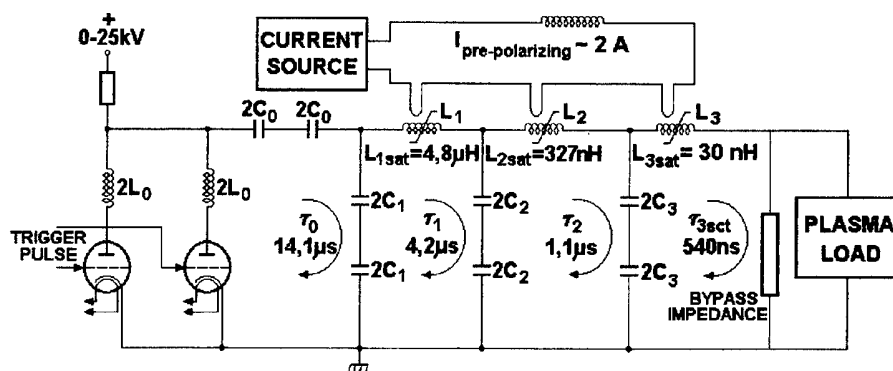 +
0-25kV
CURRENT
SOURCE
I pre-polarizing ~ 2 A
2C0
2C0
L1
L2
L3
L1sat=4,8µH
L2sat=327nH
L3sat= 30 nH
2L0
2L0
2C1
2C2
2C3
τ0
14,1µs
τ1
4,2µs
τ2
1,1µs
τ3sct
540ns
PLASMA
LOAD
TRIGGER
PULSE
2C1
2C2
2C3
BYPASS
IMPEDANCE